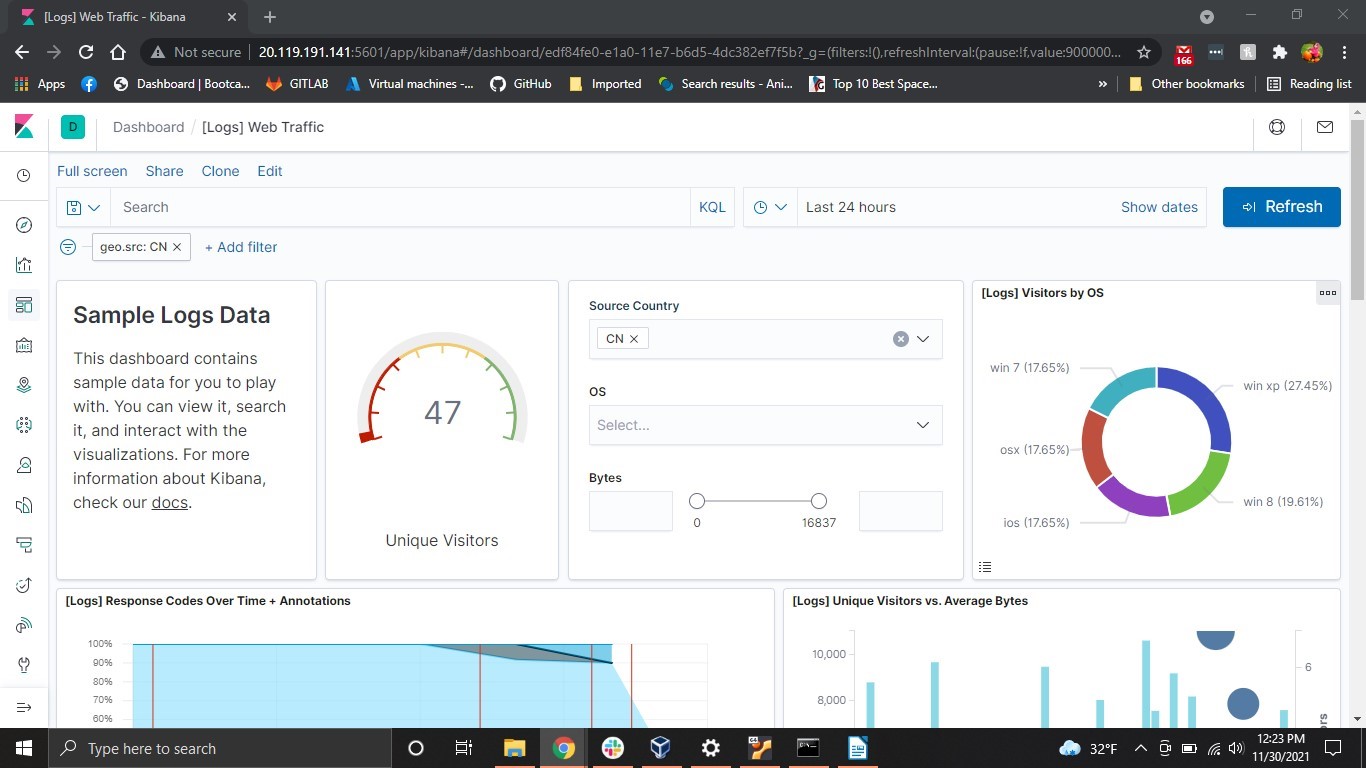 [Logs] Web Traffic - Kibana
Not secure | 20.119.191.141:5601/app/kibana#/dashboard/edf84fe0-e1a0-11e7-b6d5-4dc382ef7f5b?_g=(filters:!(),refreshInterval:(pause:!f,value:900000...
166
Apps Dashboard | Bootca... GITLAB Virtual machines -... GitHub Imported Search results - Ani... Top 10 Best Space... » Other bookmarks Reading list
D Dashboard / [Logs] Web Traffic
Full screen Share Clone Edit
Search KQL Last 24 hours Show dates Refresh
geo.src: CN × + Add filter
Sample Logs Data
This dashboard contains
sample data for you to play
with. You can view it, search
it, and interact with the
visualizations. For more
information about Kibana,
check our docs.
47
Unique Visitors
Source Country
CN ×
OS
Select...
Bytes
0 16837
[Logs] Visitors by OS
win 7 (17.65%)
win xp (27.45%)
osx (17.65%)
win 8 (19.61%)
ios (17.65%)
[Logs] Response Codes Over Time + Annotations
100%
90%
80%
70%
60%
[Logs] Unique Visitors vs. Average Bytes
10,000
8,000
6
Type here to search
64
32°F
12:23 PM
11/30/2021